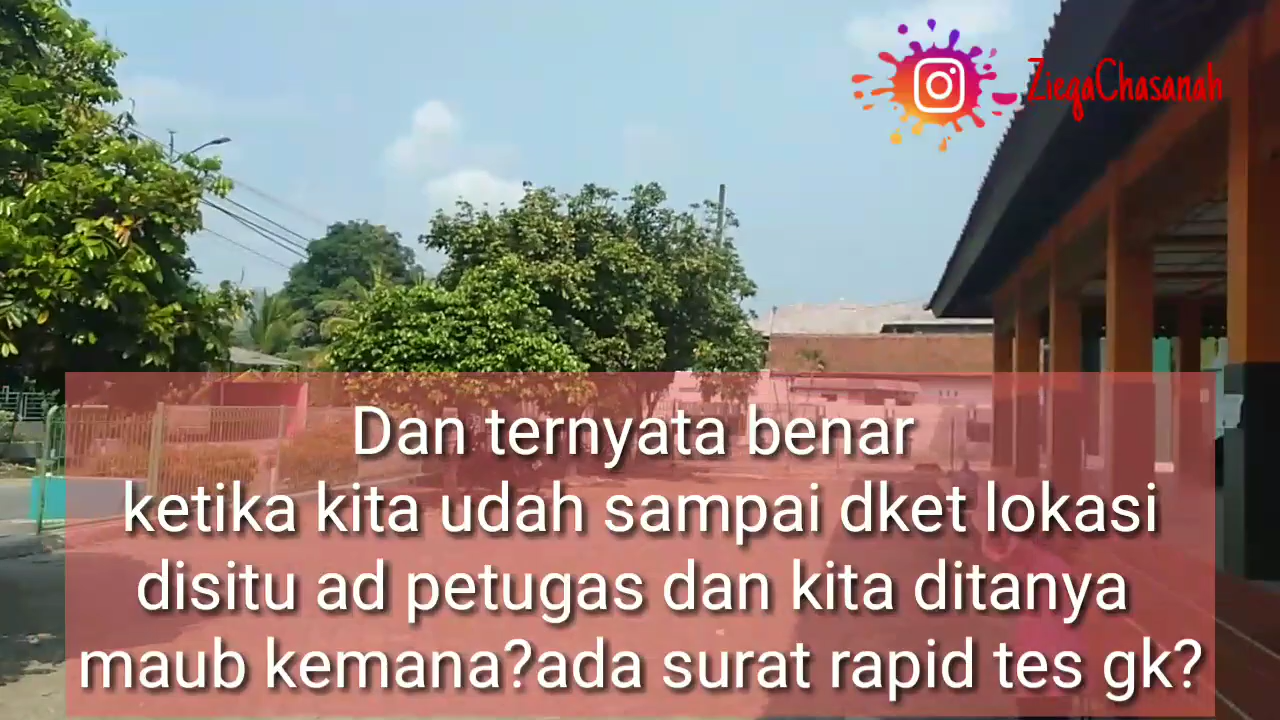 ZiegaChasanah
Dan ternyata benar
ketika kita udah sampai dket lokasi
disitu ad petugas dan kita ditanya
maub kemana?ada surat rapid tes gk?